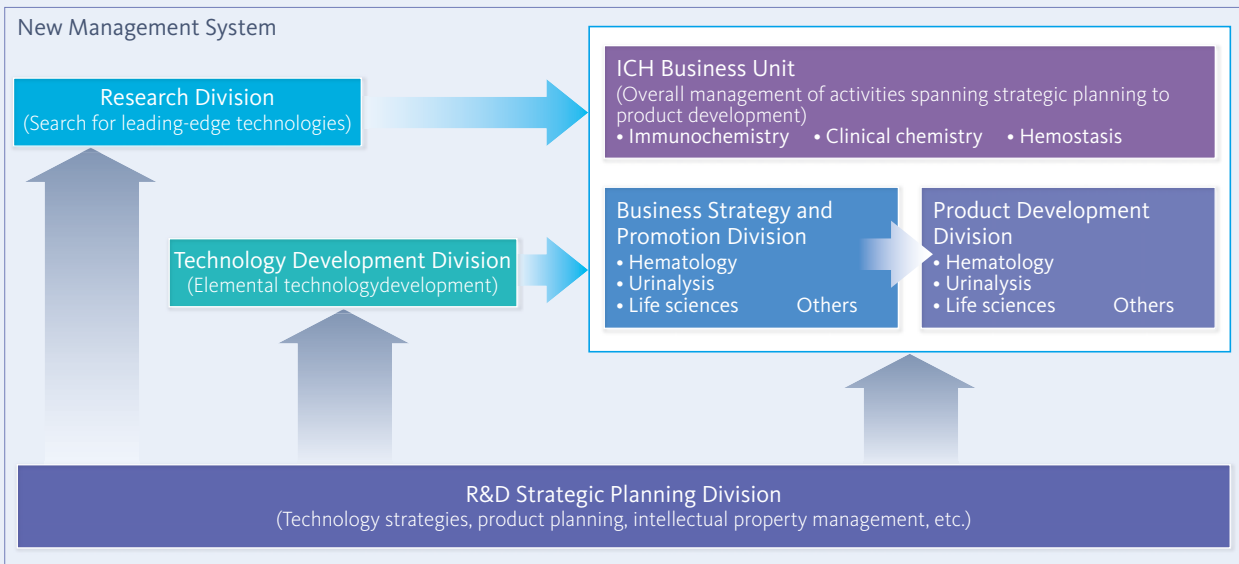 New Management System
Research Division
(Search for leading-edge technologies)
ICH Business Unit
(Overall management of activities spanning strategic planning to
product development)
• Immunochemistry • Clinical chemistry • Hemostasis
Technology Development Division
(Elemental technologydevelopment)
Business Strategy and
Promotion Division
• Hematology
• Urinalysis
• Life sciences Others
Product Development
Division
• Hematology
• Urinalysis
• Life sciences Others
R&D Strategic Planning Division
(Technology strategies, product planning, intellectual property management, etc.)